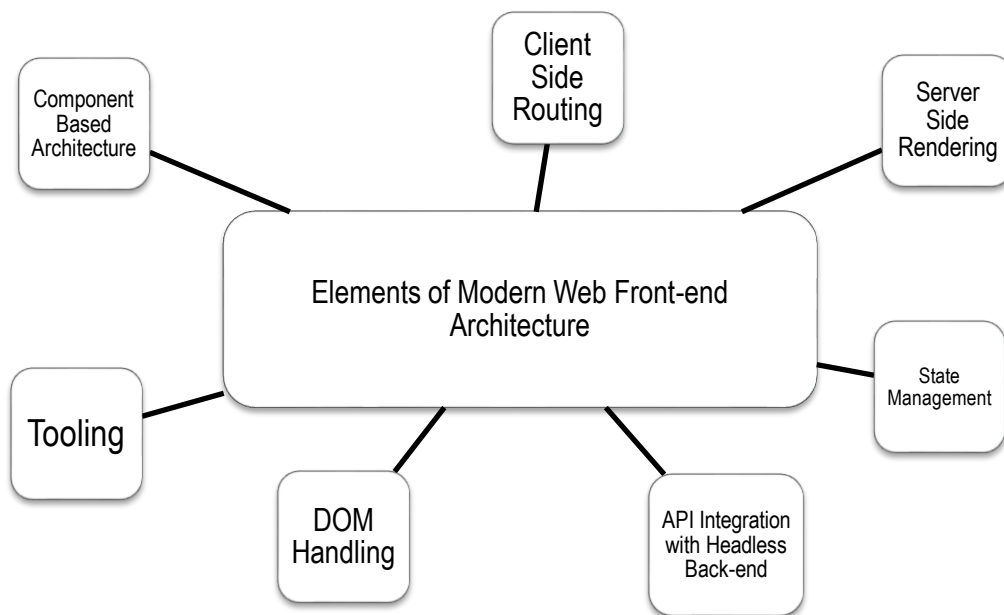 Component
Based
Architecture
Client
Side
Routing
Server
Side
Rendering
Elements of Modern Web Front-end
Architecture
Tooling
DOM
Handling
API Integration
with Headless
Back-end
State
Management